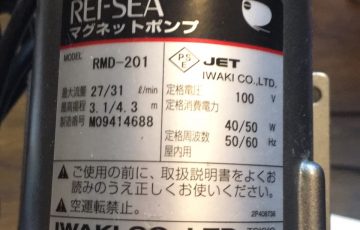 REI-SEA
マグネットポンプ
MODEL RMD-201
最大流量 27/31 ℓ/min
最高揚程 3.1/4.3 m
製造番号 M09414688
PSE JET
IWAKI CO.,LTD.
定格電圧 100 V
定格消費電力
40/50 W
定格周波数 50/60 Hz
屋内用
ご使用の前に、取扱説明書をよくお
読みのうえ正しくお使いください。
空運転禁止。
2P408736
IWAKI CO., LTD.